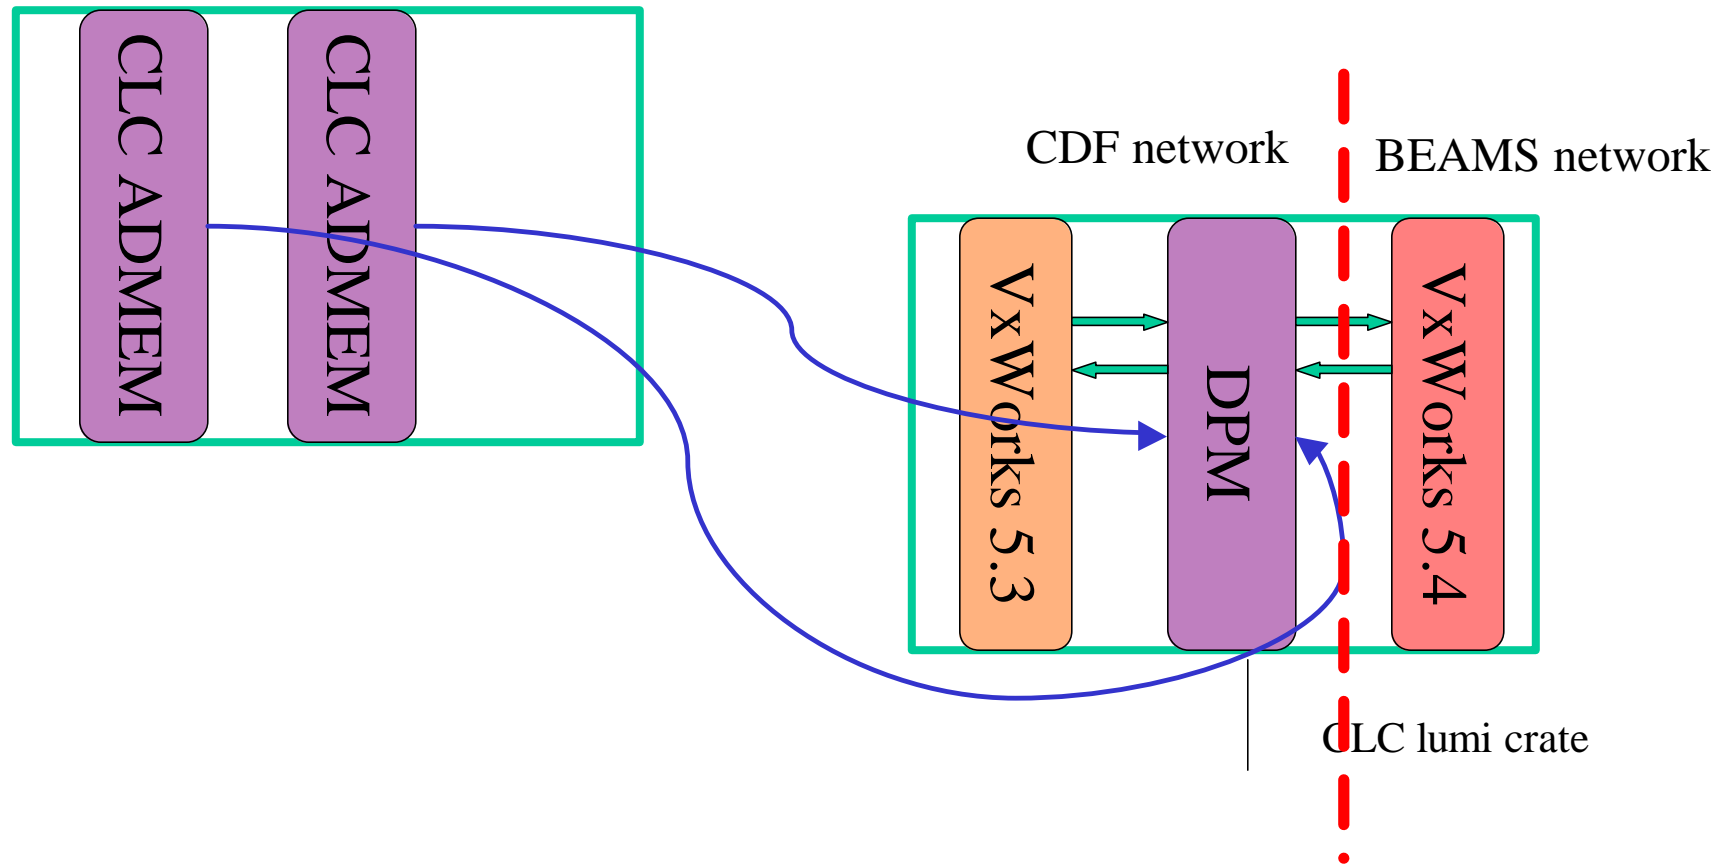 CLC ADMEM
CLC ADMEM
CDF network
BEAMS network
VxWorks 5.3
DPM
VxWorks 5.4
CLC lumi crate